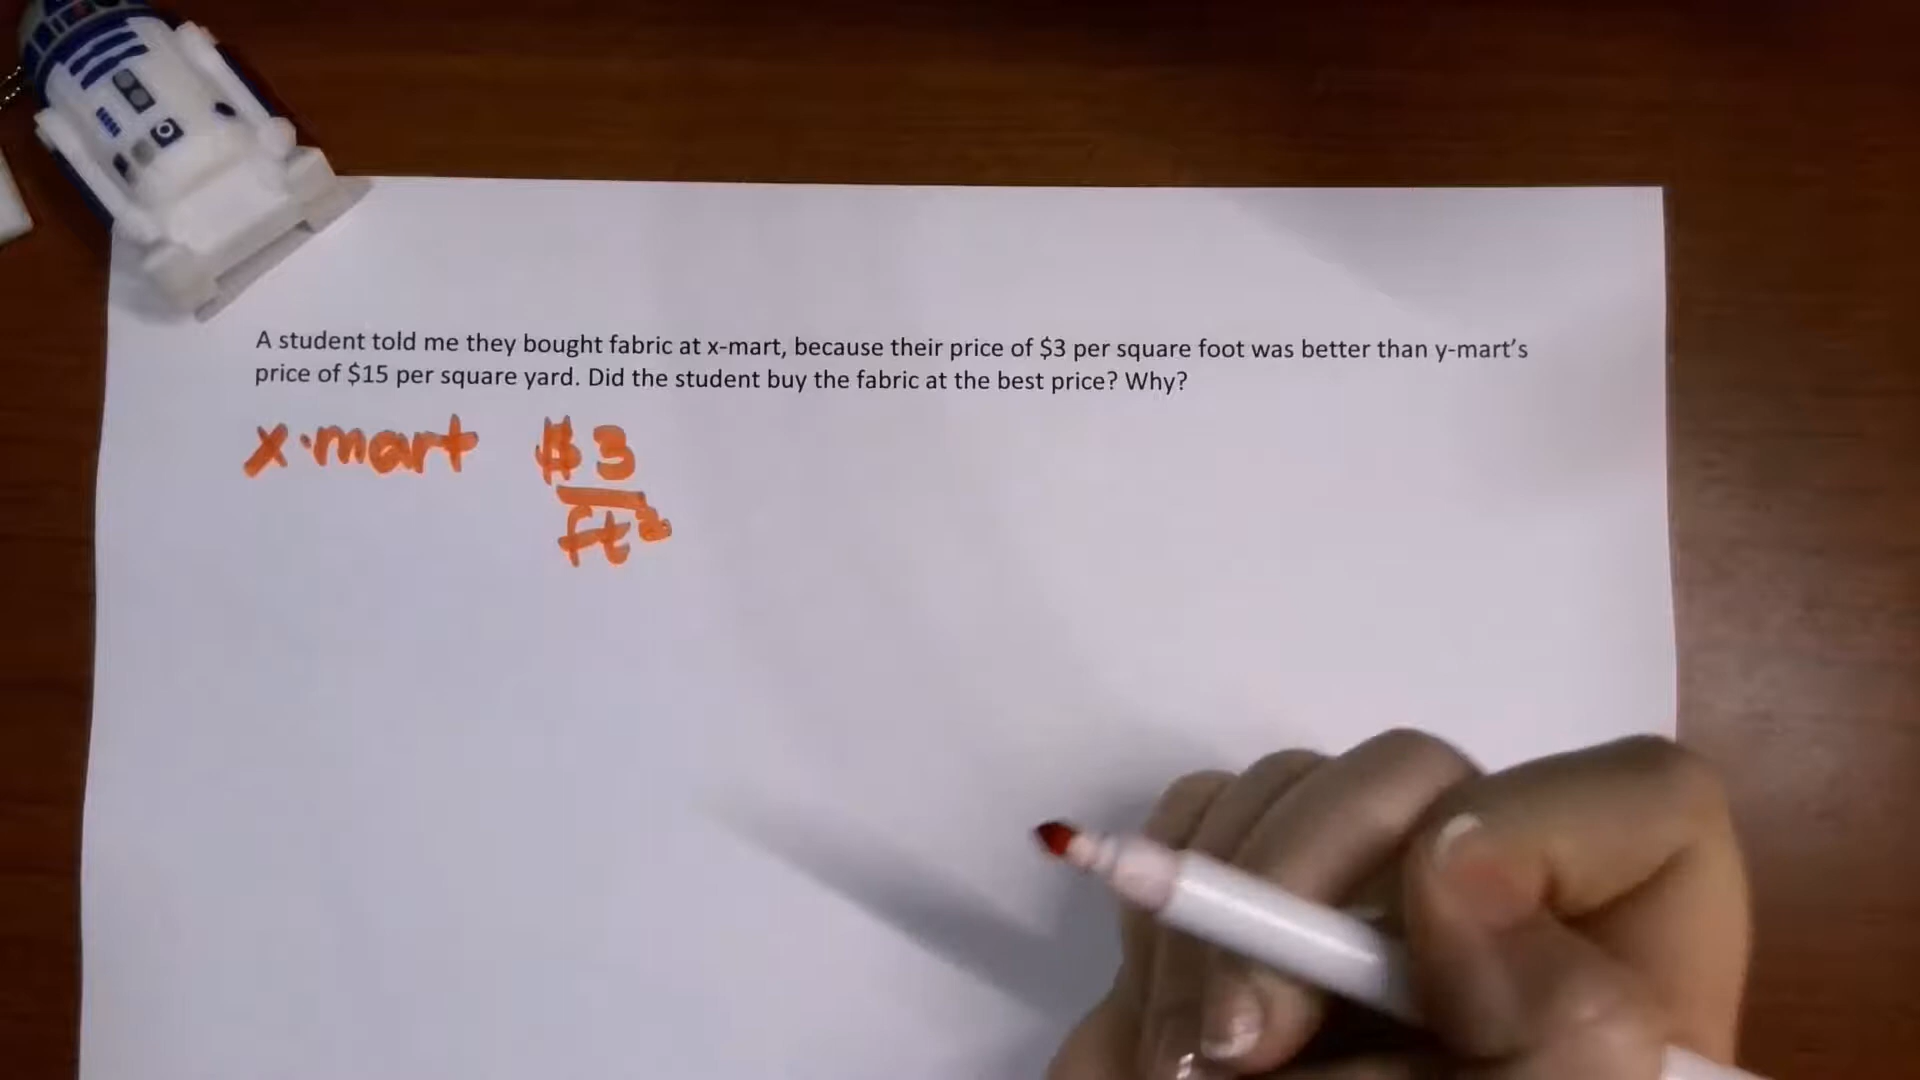 A student told me they bought fabric at x-mart, because their price of $3 per square foot was better than y-mart's
price of $15 per square yard. Did the student buy the fabric at the best price? Why?
x-mart $3
ft²